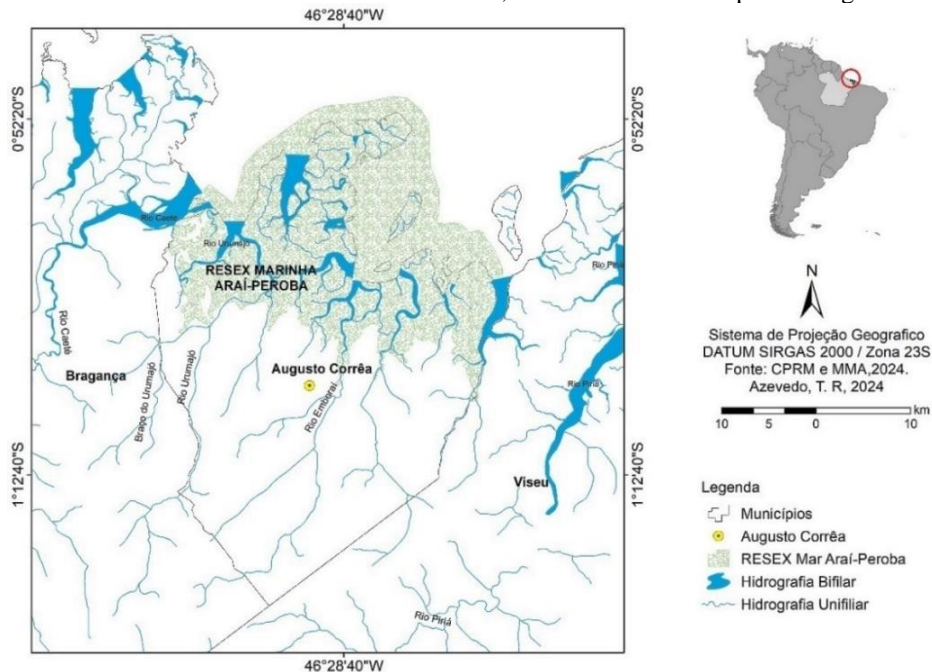 46°28'40"W
0°52'20"S
0°52'20"S
Rio Caeté
Rio Urumajó
RESEX MARINHA
ARAÍ-PEROBA
Rio Piriá
Rio Caeté
Bragança
Braço do Urumajó
Rio Urumajó
Augusto Corrêa
Rio Emboraí
Rio Piriá
Viseu
1°12'40"S
1°12'40"S
Rio Piriá
46°28'40"W
N
Sistema de Projeção Geografico
DATUM SIRGAS 2000 / Zona 23S
Fonte: CPRM e MMA,2024.
Azevedo, T. R, 2024
km
10 5 0 10
Legenda
Municípios
Augusto Corrêa
RESEX Mar Araí-Peroba
Hidrografia Bifilar
Hidrografia Unifiliar